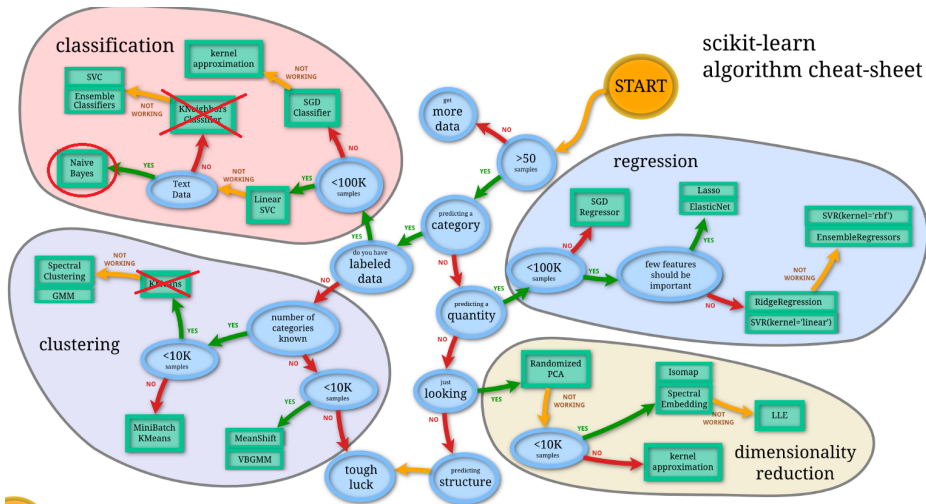 scikit-learn
algorithm cheat-sheet
START
classification
kernel
approximation
NOT
WORKING
SVC
Ensemble
Classifiers
NOT
WORKING
KNeighbors
Classifier
SGD
Classifier
NO
Naive
Bayes
YES
Text
Data
NO
NOT
WORKING
Linear
SVC
YES
<100K
samples
get
more
data
NO
>50
samples
YES
predicting a
category
YES
do you have
labeled
data
YES
NO
NO
predicting a
quantity
YES
NO
just
looking
YES
NO
predicting
structure
tough
luck
regression
SGD
Regressor
NO
<100K
samples
YES
Lasso
ElasticNet
YES
few features
should be
important
NO
SVR(kernel='rbf')
EnsembleRegressors
NOT
WORKING
RidgeRegression
SVR(kernel='linear')
clustering
Spectral
Clustering
GMM
NOT
WORKING
KMeans
YES
number of
categories
known
YES
NO
<10K
samples
NO
MiniBatch
KMeans
<10K
samples
YES
NO
MeanShift
VBGMM
Randomized
PCA
NOT
WORKING
<10K
samples
YES
NO
Isomap
Spectral
Embedding
NOT
WORKING
LLE
kernel
approximation
dimensionality
reduction